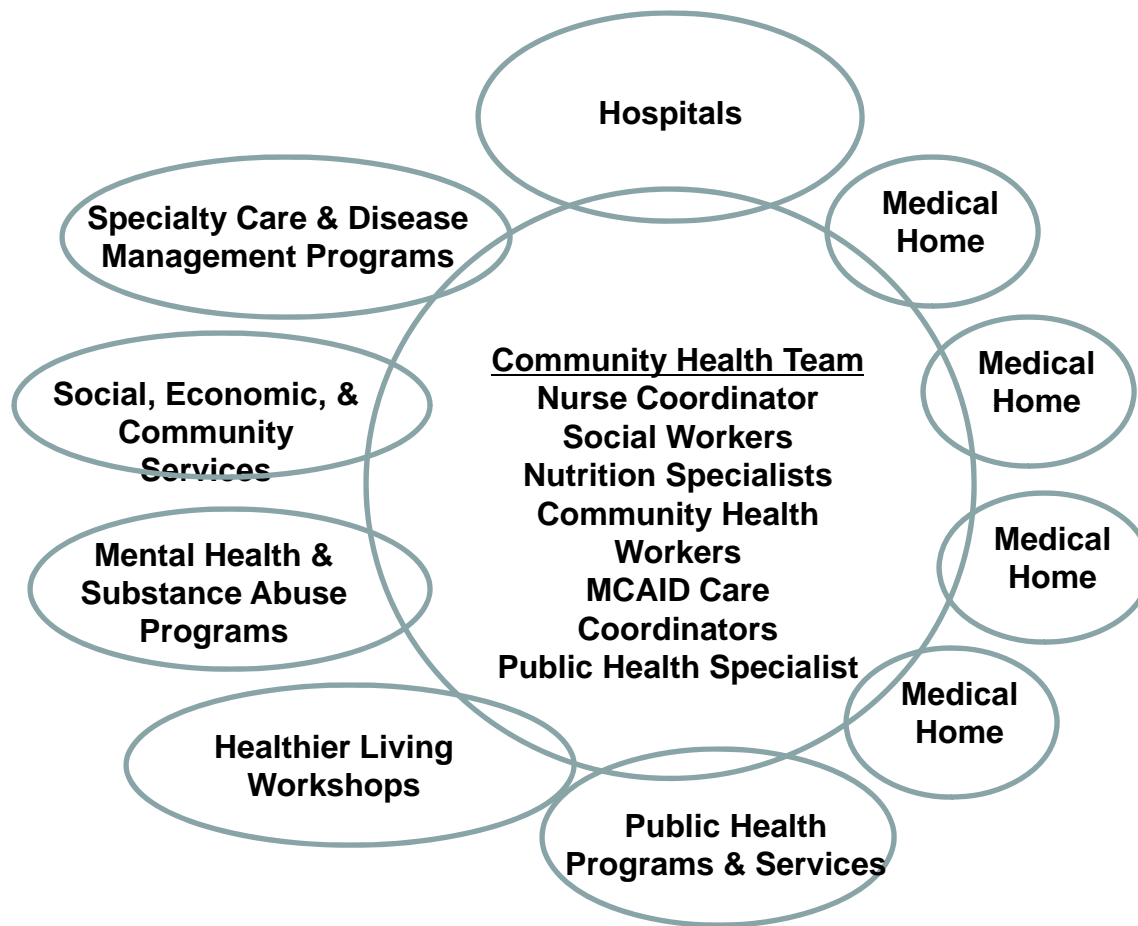 Hospitals
Specialty Care & Disease
Management Programs
Medical
Home
Medical
Home
Social, Economic, &
Community
Services
Community Health Team
Nurse Coordinator
Social Workers
Nutrition Specialists
Community Health
Workers
MCAID Care
Coordinators
Public Health Specialist
Medical
Home
Mental Health &
Substance Abuse
Programs
Medical
Home
Healthier Living
Workshops
Public Health
Programs & Services